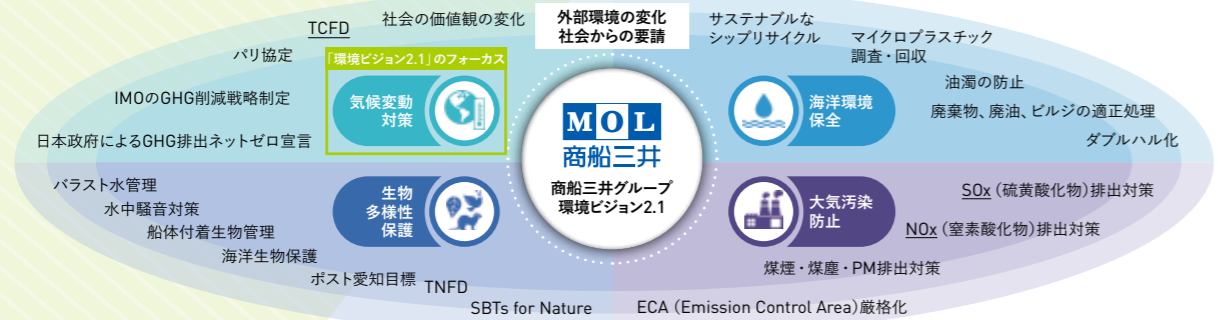 外部環境の変化
社会からの要請
TCFD
社会の価値観の変化
パリ協定
IMOのGHG削減戦略制定
日本政府によるGHG排出ネットゼロ宣言
「環境ビジョン2.1」のフォーカス
気候変動
対策
サステナブルな
シップリサイクル
マイクロプラスチック
調査・回収
油濁の防止
廃棄物、廃油、ビルジの適正処理
ダブルハル化
海洋環境
保全
MOL
商船三井
商船三井グループ
環境ビジョン2.1
バラスト水管理
水中騒音対策
船体付着生物管理
海洋生物保護
ポスト愛知目標
TNFD
SBTs for Nature
生物
多様性
保護
大気汚染
防止
SOx（硫黄酸化物）排出対策
NOx（窒素酸化物）排出対策
煤煙・煤塵・PM排出対策
ECA（Emission Control Area）厳格化